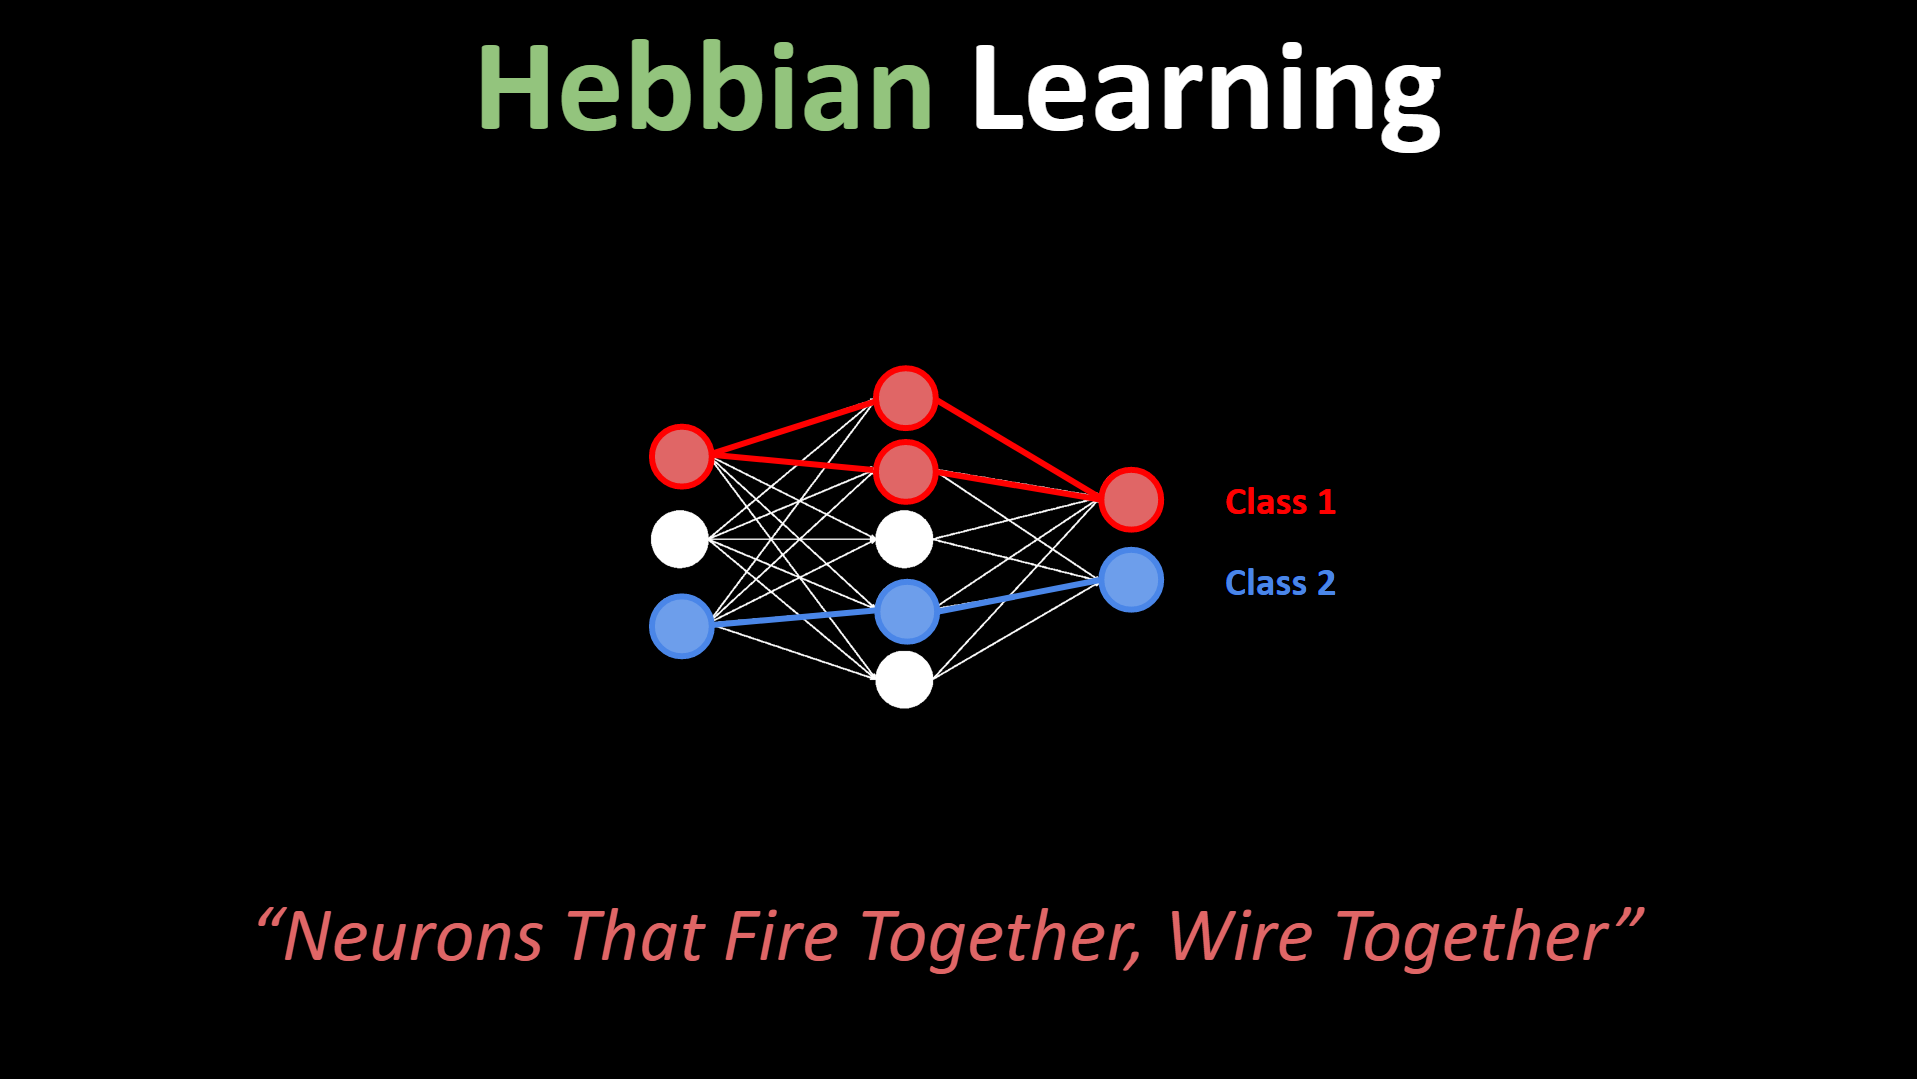 Hebbian Learning
Class 1
Class 2
“Neurons That Fire Together, Wire Together”